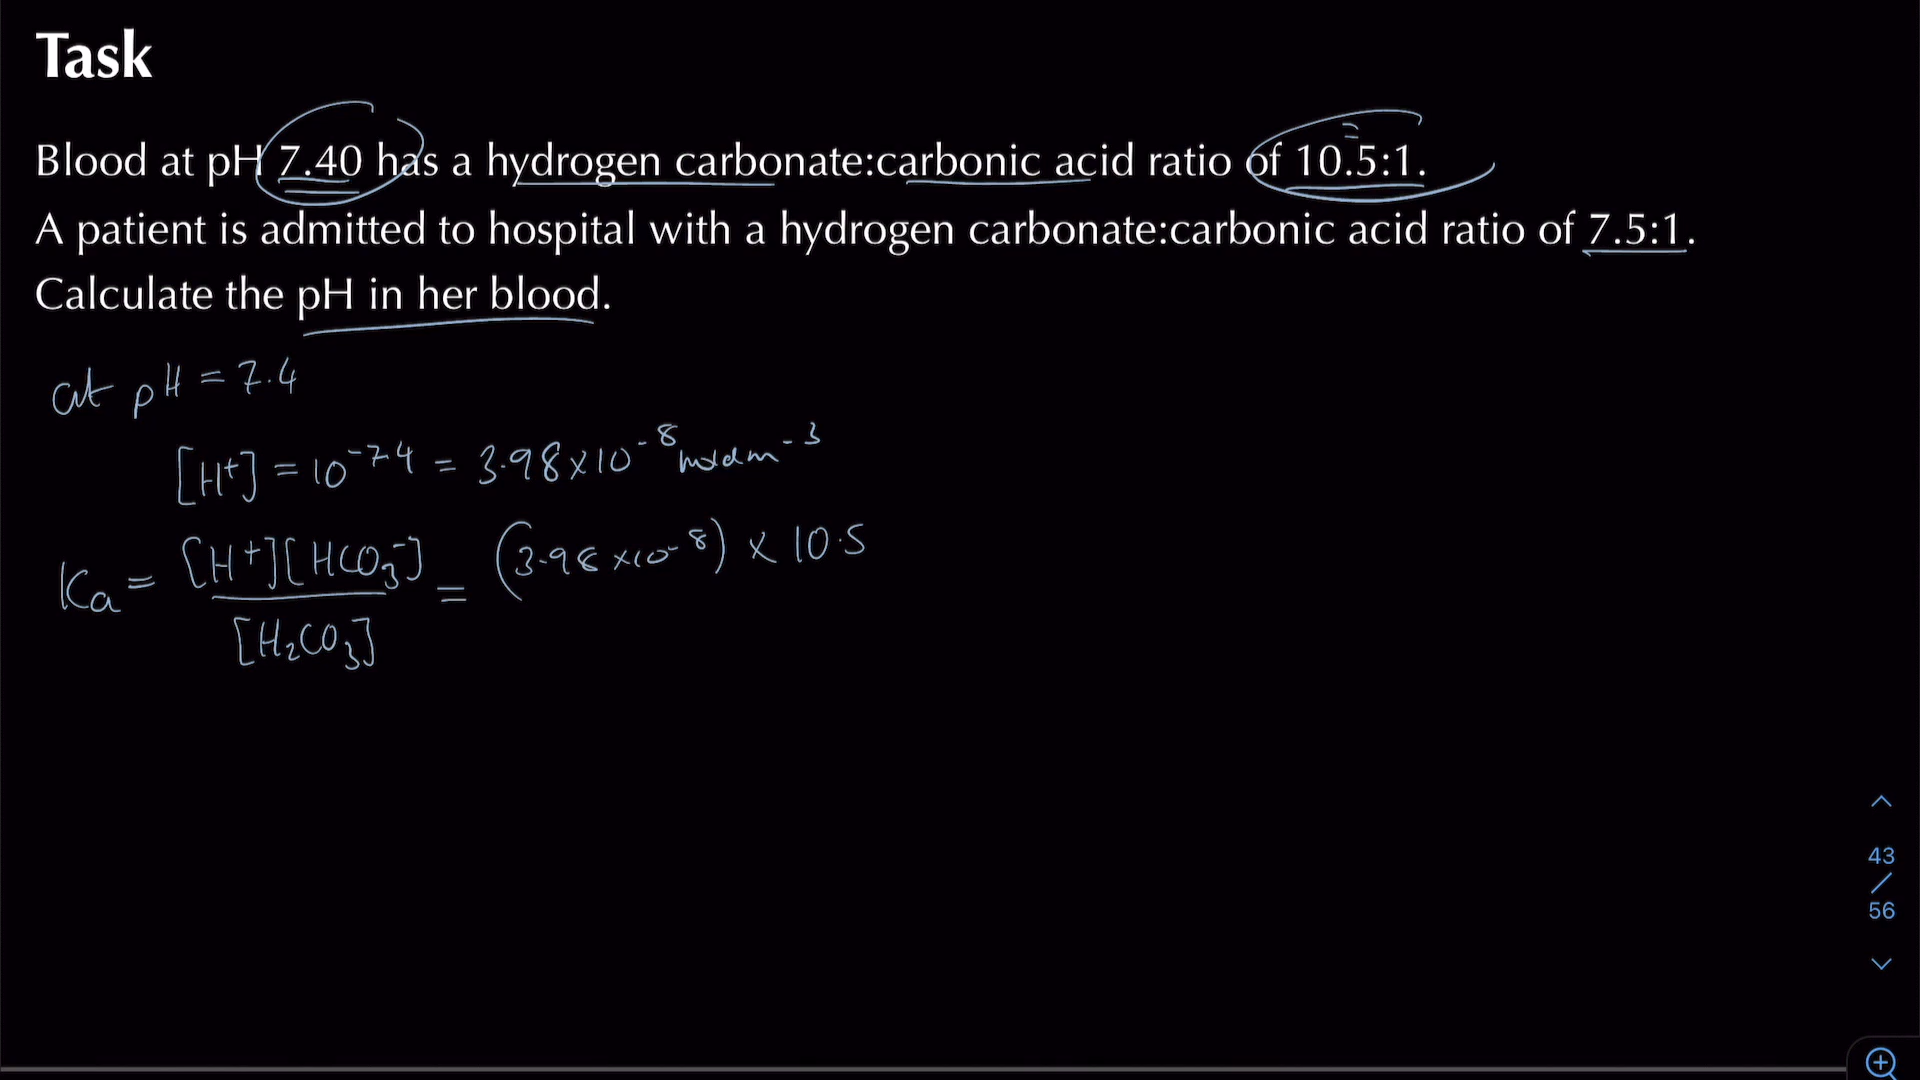 Task
Blood at pH 7.40 has a hydrogen carbonate:carbonic acid ratio of 10.5:1.
A patient is admitted to hospital with a hydrogen carbonate:carbonic acid ratio of 7.5:1.
Calculate the pH in her blood.
at pH = 7.4
[H⁺] = 10⁻⁷·⁴ = 3.98×10⁻⁸ moldm⁻³
Ka = [H⁺][HCO₃⁻] / [H₂CO₃] = (3.98×10⁻⁸) × 10.5
43
/
56